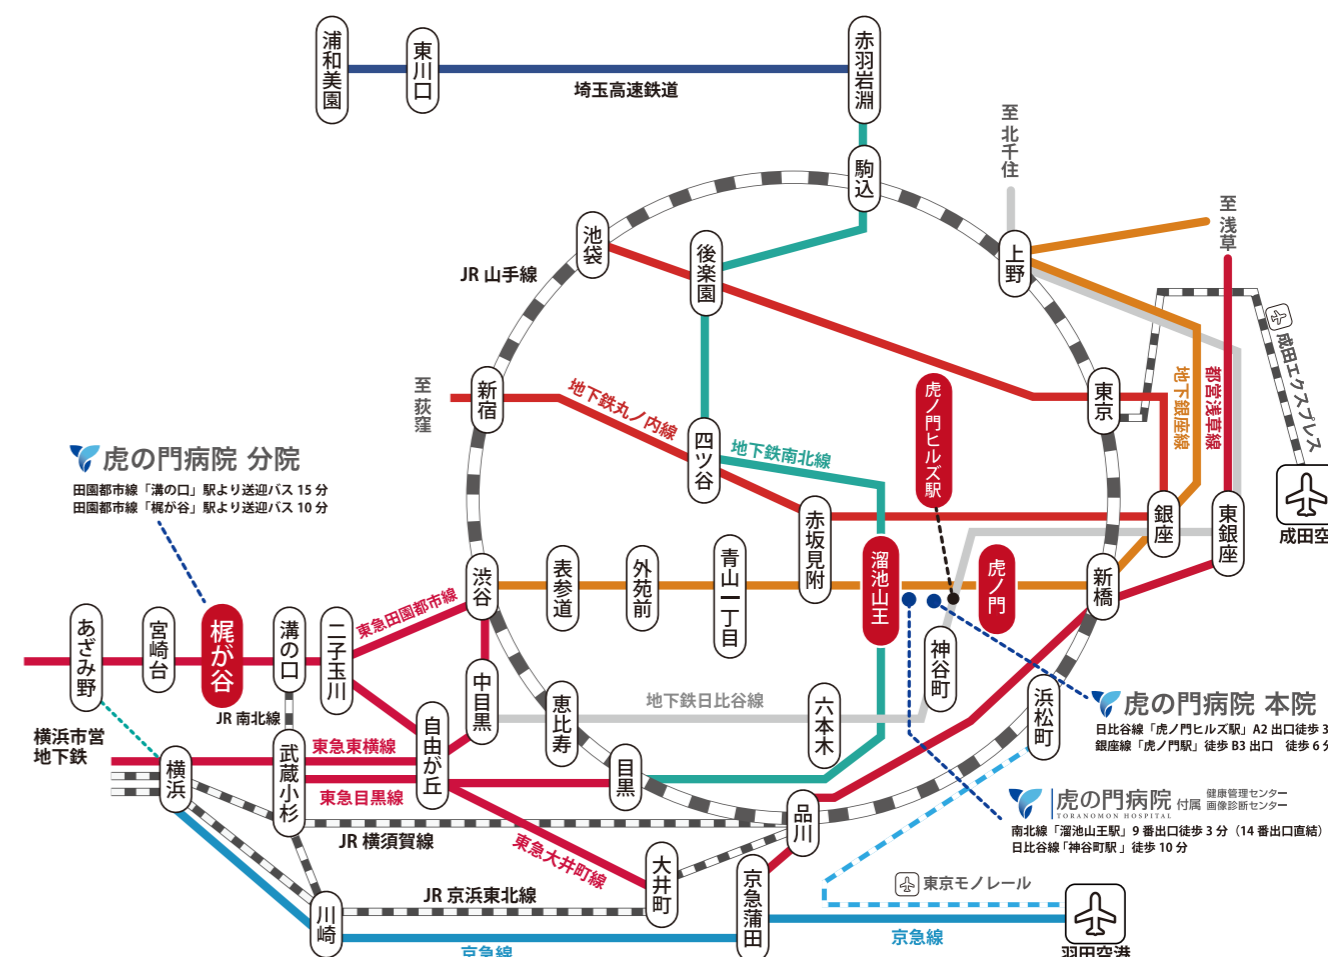 浦和美園
東川口
赤羽岩淵
埼玉高速鉄道
至北千住
駒込
至浅草
池袋
後楽園
上野
JR 山手線
成田エクスプレス
至荻窪
新宿
地下鉄丸ノ内線
虎ノ門ヒルズ駅
東京
地下銀座線
都営浅草線
虎の門病院 分院
田園都市線「溝の口」駅より送迎バス 15 分
田園都市線「梶が谷」駅より送迎バス 10 分
四ツ谷
地下鉄南北線
赤坂見附
銀座
東銀座
成田空
渋谷
表参道
外苑前
青山一丁目
溜池山王
虎ノ門
新橋
東急田園都市線
あざみ野
宮崎台
梶が谷
溝の口
二子玉川
中目黒
神谷町
地下鉄日比谷線
JR 南北線
恵比寿
六本木
浜松町
虎の門病院 本院
日比谷線「虎ノ門ヒルズ駅」A2 出口徒歩 3
銀座線「虎ノ門駅」徒歩 B3 出口 徒歩 6 分
横浜市営
地下鉄
横浜
武蔵小杉
東急東横線
自由が丘
東急目黒線
目黒
品川
虎の門病院 付属 健康管理センター
画像診断センター
TORANOMON HOSPITAL
南北線「溜池山王駅」9 番出口徒歩 3 分(14 番出口直結)
日比谷線「神谷町駅 」徒歩 10 分
JR 横須賀線
東急大井町線
大井町
京急蒲田
東京モノレール
JR 京浜東北線
川崎
京急線
京急線
羽田空港